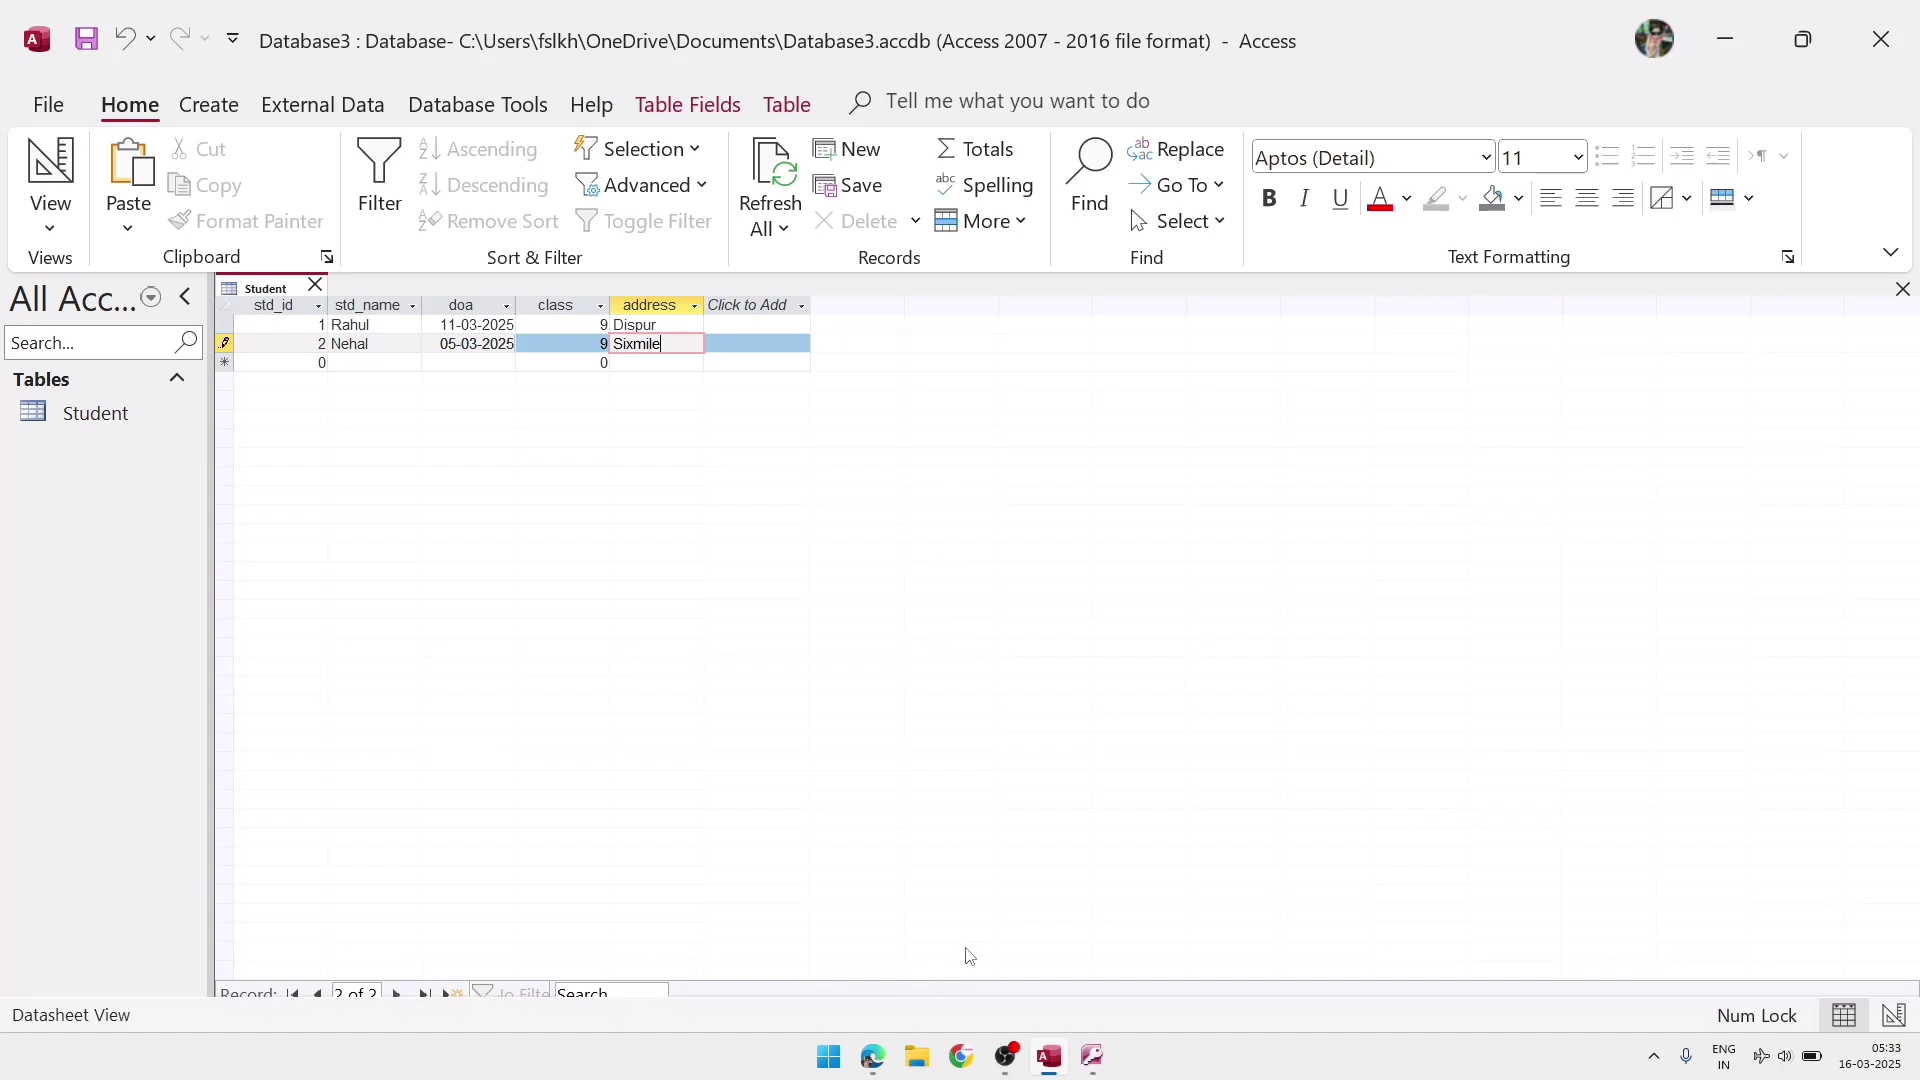 Database3 : Database- C:\Users\fslkh\OneDrive\Documents\Database3.accdb (Access 2007 - 2016 file format) - Access
File Home Create External Data Database Tools Help Table Fields Table Tell me what you want to do
View
Views
Paste
Cut
Copy
Format Painter
Clipboard
Filter
Ascending
Descending
Remove Sort
Selection
Advanced
Toggle Filter
Sort & Filter
Refresh
All
New
Save
Delete
Totals
Spelling
More
Records
Find
Replace
Go To
Select
Find
Aptos (Detail) 11
B I U A
Text Formatting
All Acc...
Search...
Tables
Student
Student
std_id std_name doa class address Click to Add
1 Rahul 11-03-2025 9 Dispur
2 Nehal 05-03-2025 9 Sixmile
0 0
Record: 2 of 2 Search
Datasheet View
Num Lock
ENG
IN
05:33
16-03-2025